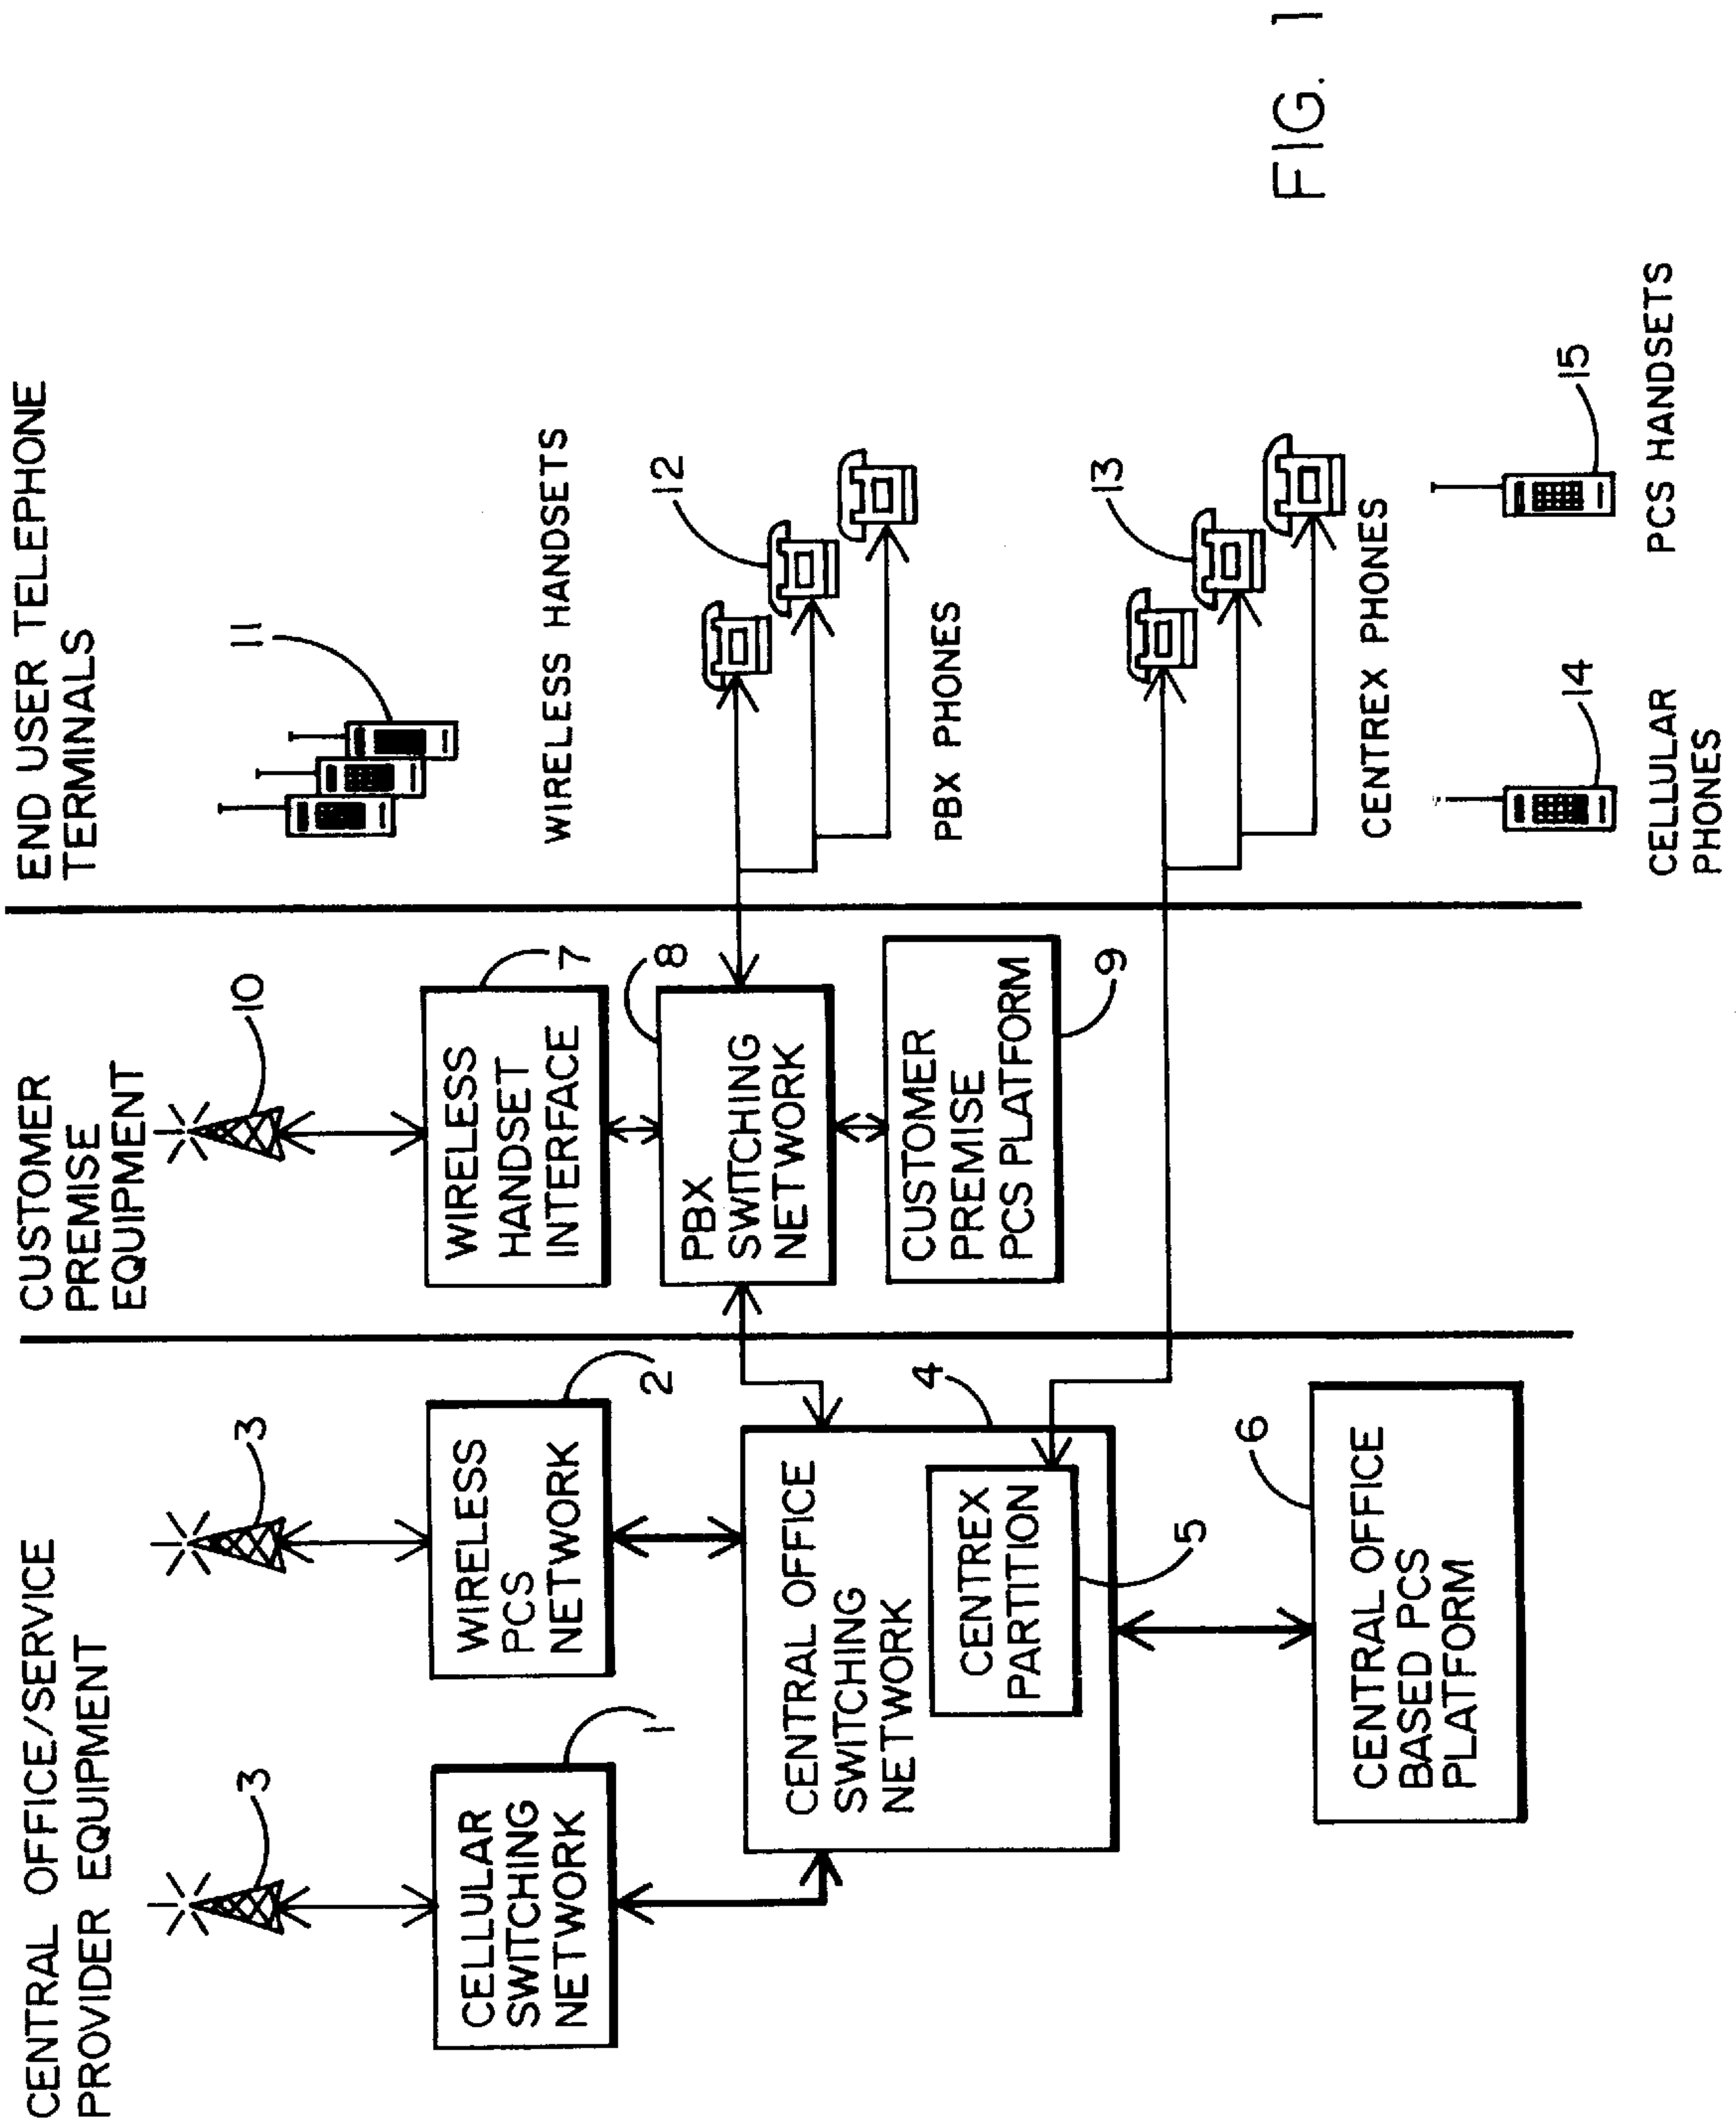 CENTRAL OFFICE/SERVICE
PROVIDER EQUIPMENT
3
3
CELLULAR
SWITCHING
NETWORK
1
WIRELESS
PCS
NETWORK
2
CENTRAL OFFICE
SWITCHING
NETWORK
4
CENTREX
PARTITION
5
CENTRAL OFFICE
BASED PCS
PLATFORM
6
CUSTOMER
PREMISE
EQUIPMENT
10
WIRELESS
HANDSET
INTERFACE
7
PBX
SWITCHING
NETWORK
8
CUSTOMER
PREMISE
PCS PLATFORM
9
END USER TELEPHONE
TERMINALS
11
WIRELESS HANDSETS
12
PBX PHONES
13
CENTREX PHONES
14
CELLULAR
PHONES
15
PCS HANDSETS
FIG. 1